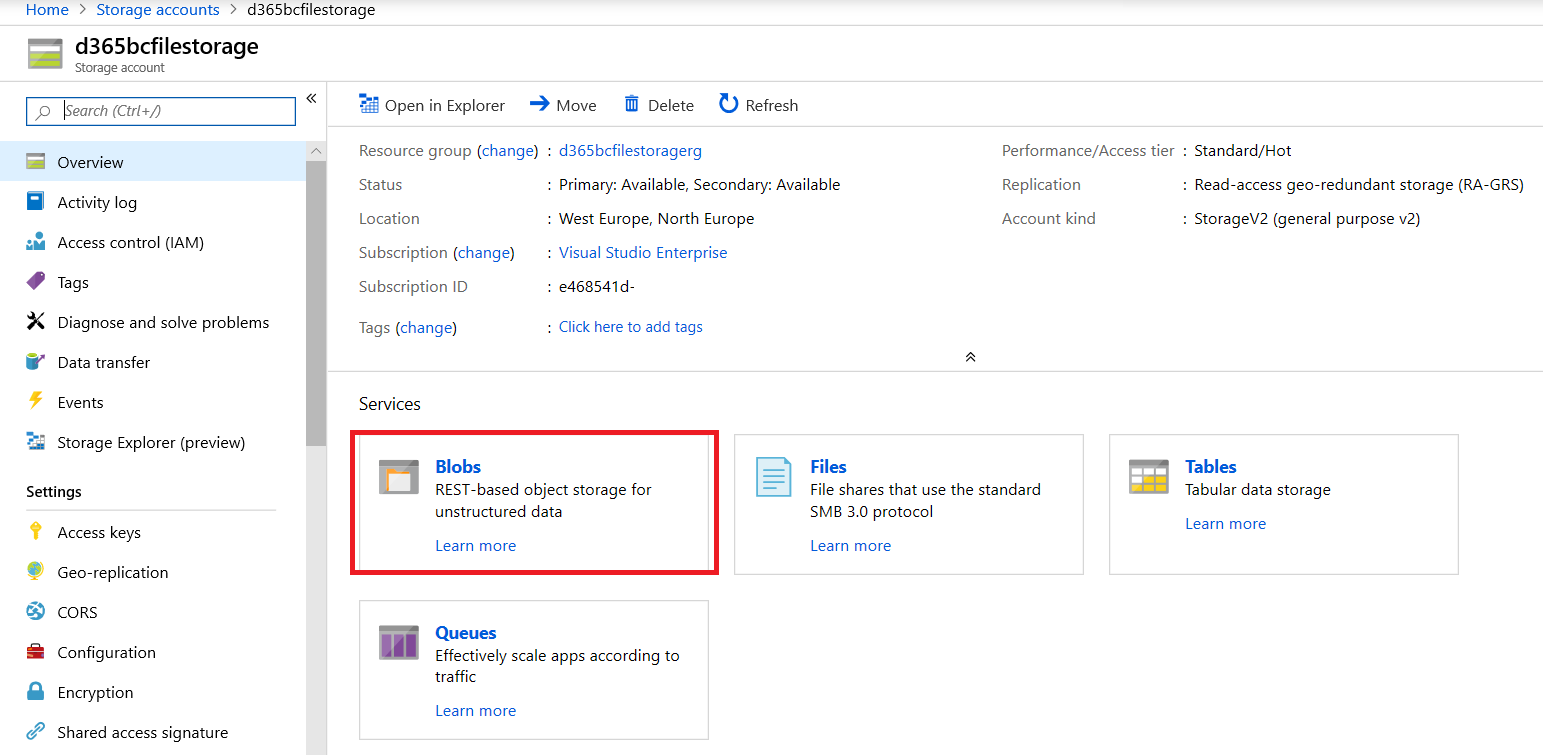 Home > Storage accounts > d365bcfilestorage
d365bcfilestorage
Storage account
Search (Ctrl+/)
«
Overview
Activity log
Access control (IAM)
Tags
Diagnose and solve problems
Data transfer
Events
Storage Explorer (preview)
Settings
Access keys
Geo-replication
CORS
Configuration
Encryption
Shared access signature
Open in Explorer Move Delete Refresh
Resource group (change) : d365bcfilestoragerg
Status : Primary: Available, Secondary: Available
Location : West Europe, North Europe
Subscription (change) : Visual Studio Enterprise
Subscription ID : e468541d-
Tags (change) : Click here to add tags
Performance/Access tier : Standard/Hot
Replication : Read-access geo-redundant storage (RA-GRS)
Account kind : StorageV2 (general purpose v2)
Services
Blobs
REST-based object storage for
unstructured data
Learn more
Files
File shares that use the standard
SMB 3.0 protocol
Learn more
Tables
Tabular data storage
Learn more
Queues
Effectively scale apps according to
traffic
Learn more